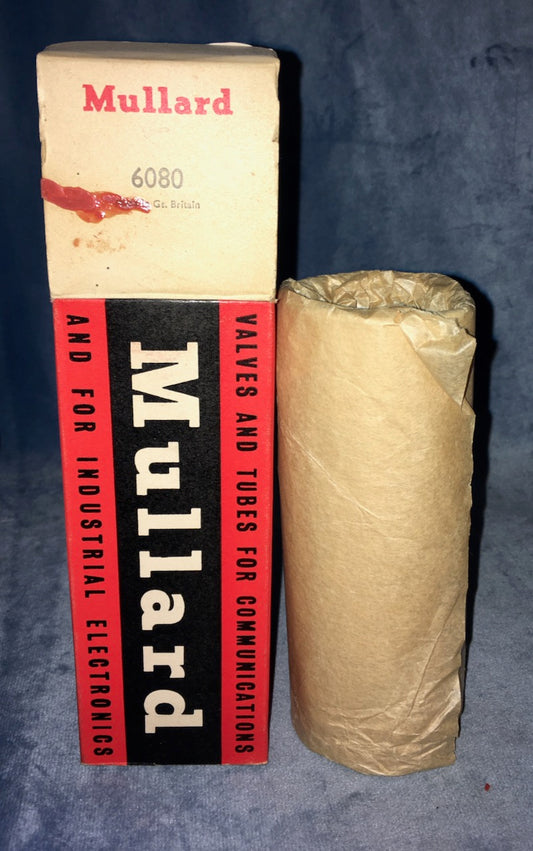 Mullard
6080
Gt. Britain
VALVES AND TUBES FOR COMMUNICATIONS
Mullard
AND FOR INDUSTRIAL ELECTRONICS